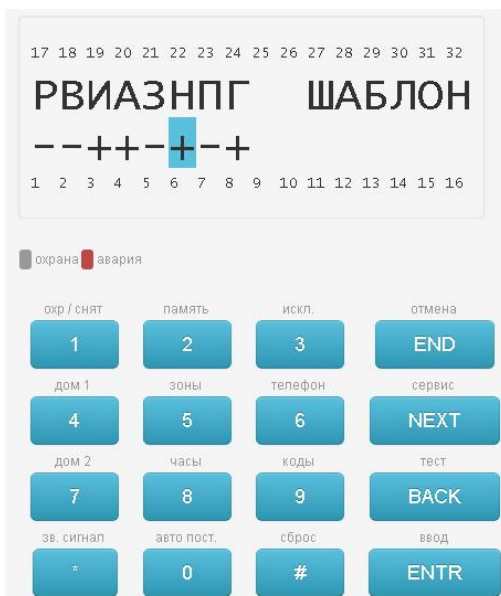 17 18 19 20 21 22 23 24 25 26 27 28 29 30 31 32
РВИАЗНПГ ШАБЛОН
--++-+-+
1 2 3 4 5 6 7 8 9 10 11 12 13 14 15 16
охрана авария
охр / снят память искл. отмена
1 2 3 END
дом 1 зоны телефон сервис
4 5 6 NEXT
дом 2 часы коды тест
7 8 9 BACK
зв. сигнал авто пост. сброс ввод
* 0 # ENTR